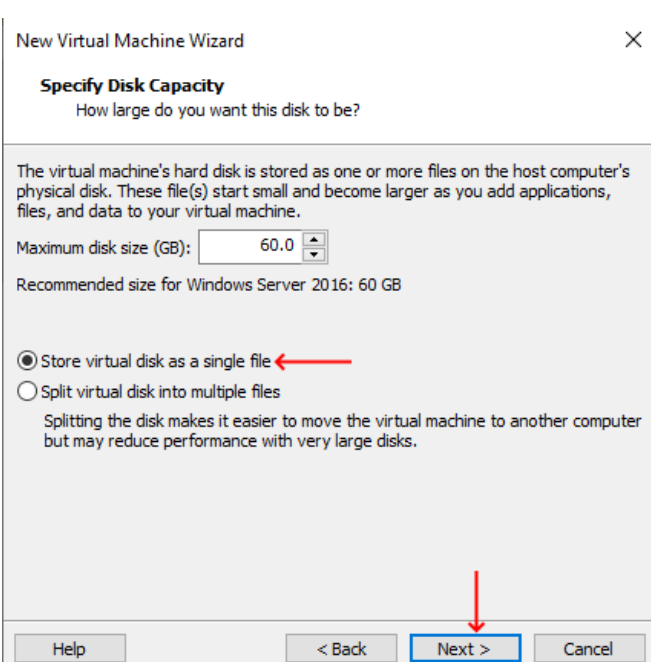 New Virtual Machine Wizard
Specify Disk Capacity
How large do you want this disk to be?
The virtual machine's hard disk is stored as one or more files on the host computer's
physical disk. These file(s) start small and become larger as you add applications,
files, and data to your virtual machine.
Maximum disk size (GB): 60.0
Recommended size for Windows Server 2016: 60 GB
Store virtual disk as a single file
Split virtual disk into multiple files
Splitting the disk makes it easier to move the virtual machine to another computer
but may reduce performance with very large disks.
Help < Back Next > Cancel